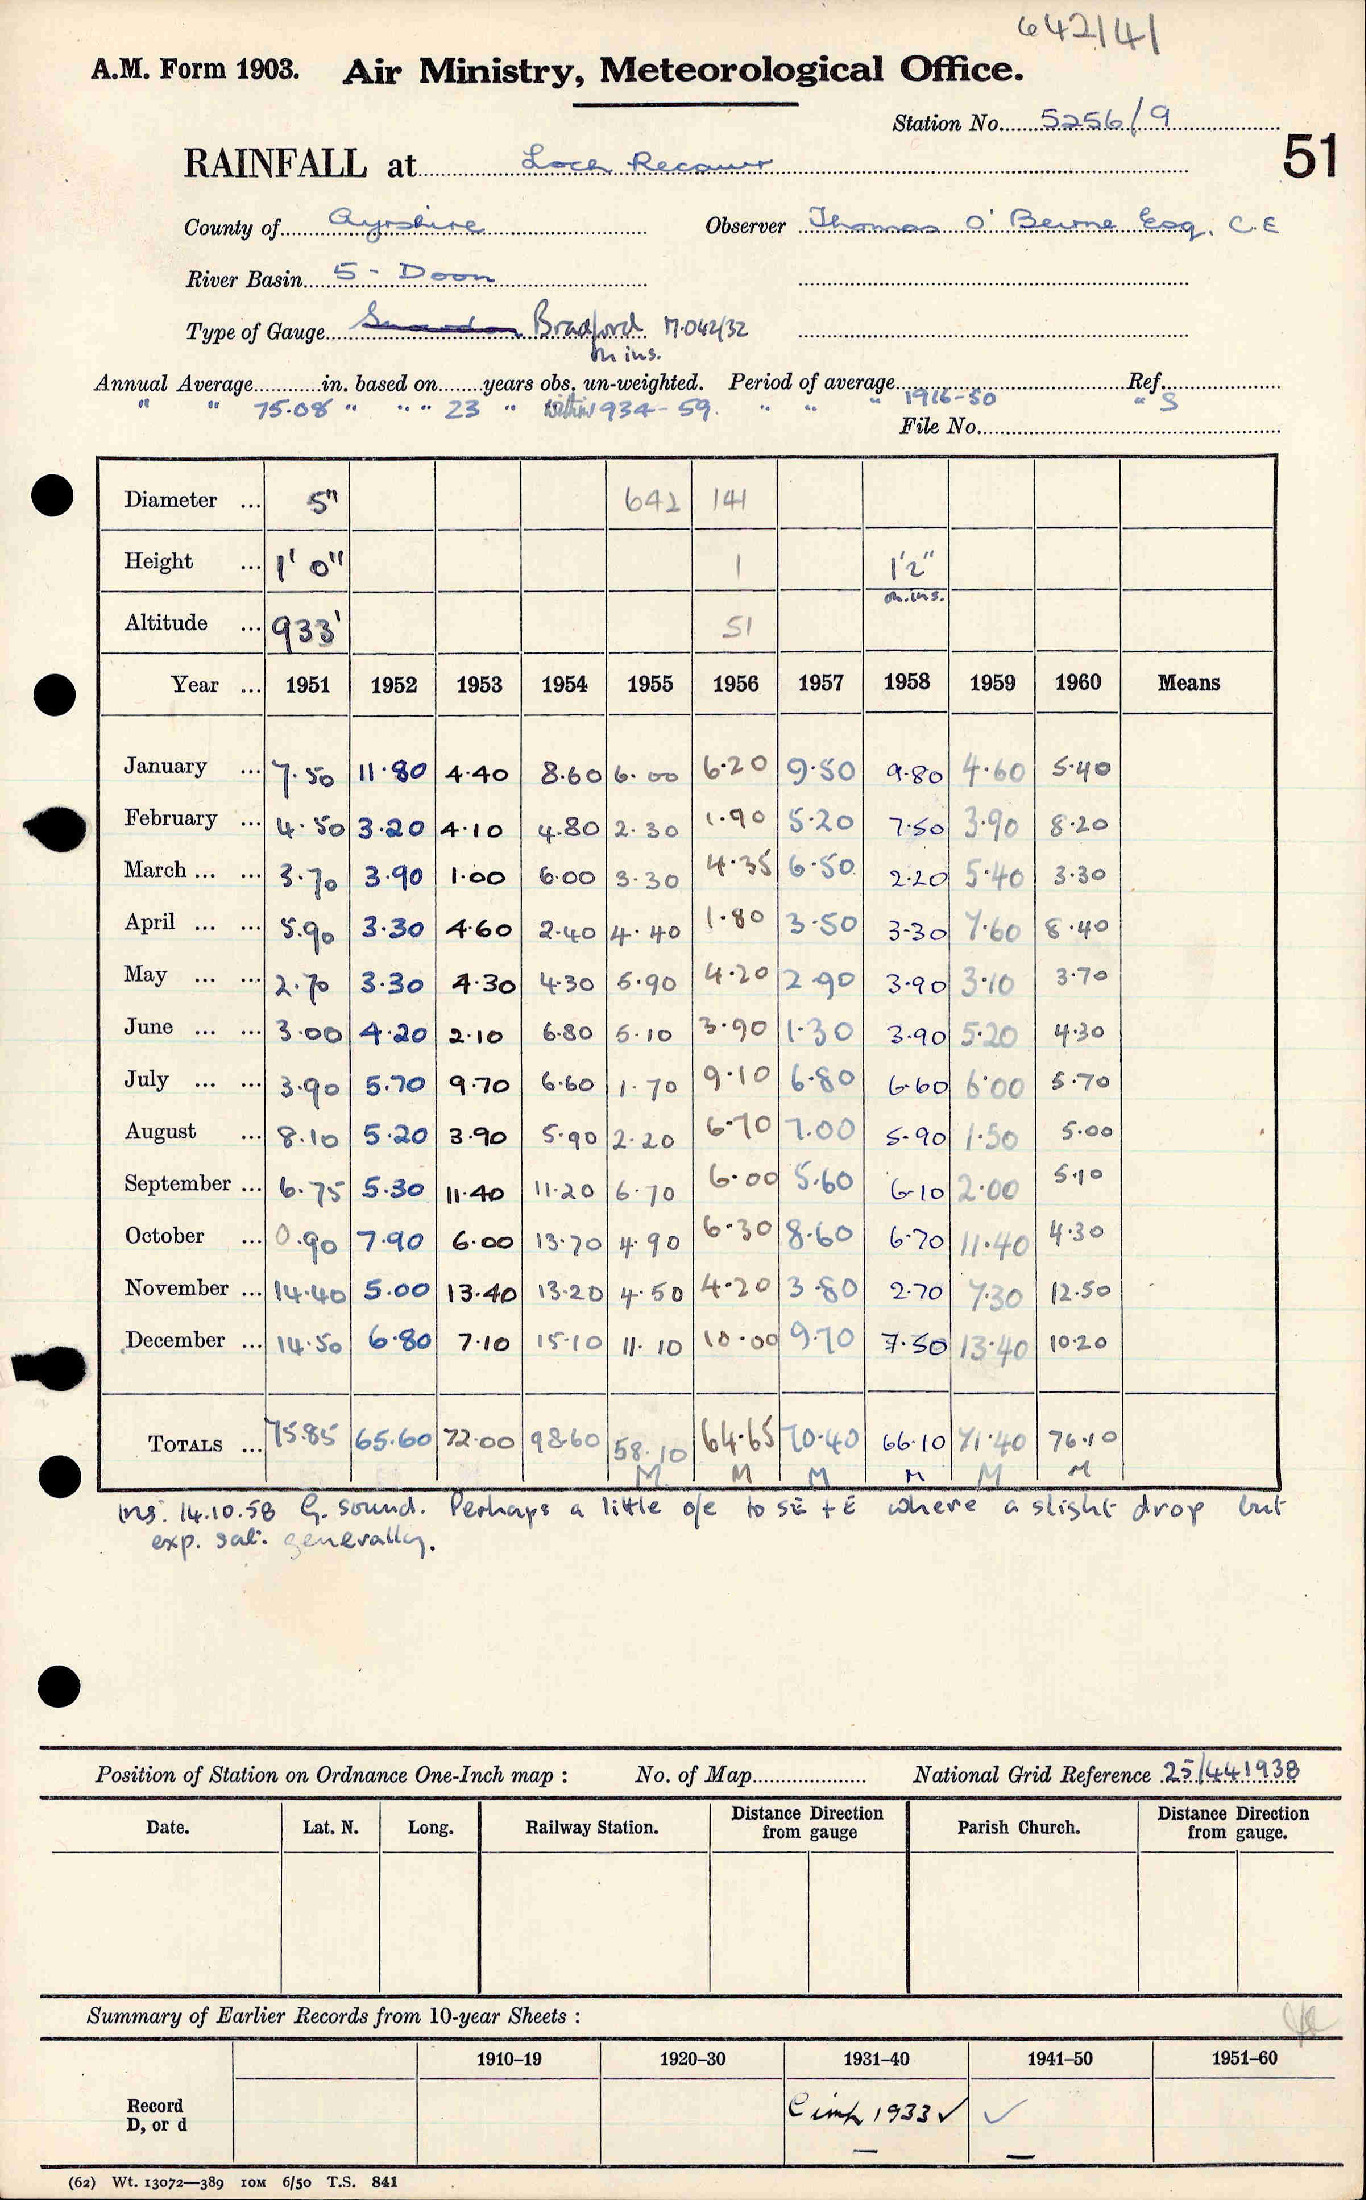 642/41
A.M. Form 1903. Air Ministry, Meteorological Office.
Station No. 5256/9
51
RAINFALL at Loch Recawr
County of Ayrshire Observer Thomas O' Beirne Esq. C.E
River Basin 5 - Doon
Type of Gauge Snowdon Bradford M.042/32
m ins.
Annual Average in. based on years obs. un-weighted. Period of average Ref.
" " 75.08 " " " 23 " within 1934-59. " " " 1916-50 " S
File No.
Diameter ... 5" 642 141
Height ... 1' 0" 1 1'2"
m.ins.
Altitude ... 933' 51
Year ... 1951 1952 1953 1954 1955 1956 1957 1958 1959 1960 Means
January ... 7.50 11.80 4.40 8.60 6.00 6.20 9.50 9.80 4.60 5.40
February ... 4.50 3.20 4.10 4.80 2.30 1.90 5.20 7.50 3.90 8.20
March ... ... 3.70 3.90 1.00 6.00 3.30 4.35 6.50 2.20 5.40 3.30
April ... ... 5.90 3.30 4.60 2.40 4.40 1.80 3.50 3.30 7.60 8.40
May ... ... 2.70 3.30 4.30 4.30 5.90 4.20 2.90 3.90 3.10 3.70
June ... ... 3.00 4.20 2.10 6.80 5.10 3.90 1.30 3.90 5.20 4.30
July ... ... 3.90 5.70 9.70 6.60 1.70 9.10 6.80 6.60 6.00 5.70
August ... 8.10 5.20 3.90 5.90 2.20 6.70 7.00 5.90 1.50 5.00
September ... 6.75 5.30 11.40 11.20 6.70 6.00 5.60 6.10 2.00 5.10
October ... 0.90 7.90 6.00 13.70 4.90 6.30 8.60 6.70 11.40 4.30
November ... 14.40 5.00 13.40 13.20 4.50 4.20 3.80 2.70 7.30 12.50
December ... 14.50 6.80 7.10 15.10 11.10 10.00 9.70 7.50 13.40 10.20
TOTALS ... 75.85 65.60 72.00 98.60 58.10 64.65 70.40 66.10 71.40 76.10
M M M M M M
Ins. 14.10.58 G. sound. Perhaps a little o/e to SE + E where a slight drop but
exp. sat. generally.
Position of Station on Ordnance One-Inch map : No. of Map National Grid Reference 25/441938
Date. Lat. N. Long. Railway Station. Distance Direction from gauge Parish Church. Distance Direction from gauge.
Summary of Earlier Records from 10-year Sheets :
1910–19 1920–30 1931–40 1941–50 1951–60
Record D, or d 1933 ✓ ✓
(62) Wt. 13072—389 10M 6/50 T.S. 841